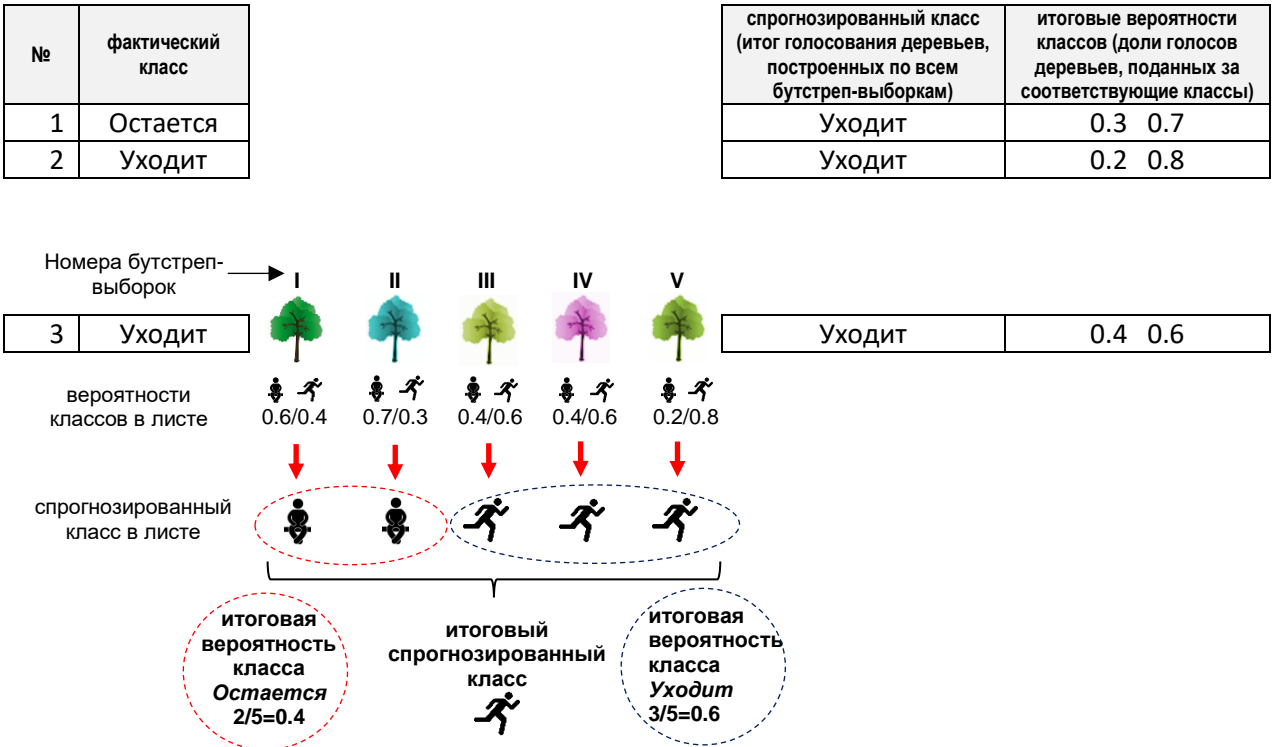 №
фактический
класс
спрогнозированный класс
(итог голосования деревьев,
построенных по всем
бутстреп-выборкам)
итоговые вероятности
классов (доли голосов
деревьев, поданных за
соответствующие классы)
1 Остается Уходит 0.3 0.7
2 Уходит Уходит 0.2 0.8
Номера бутстреп-
выборок
I II III IV V
3 Уходит Уходит 0.4 0.6
вероятности
классов в листе
0.6/0.4 0.7/0.3 0.4/0.6 0.4/0.6 0.2/0.8
спрогнозированный
класс в листе
итоговая
вероятность
класса
Остается
2/5=0.4
итоговый
спрогнозированный
класс
итоговая
вероятность
класса
Уходит
3/5=0.6